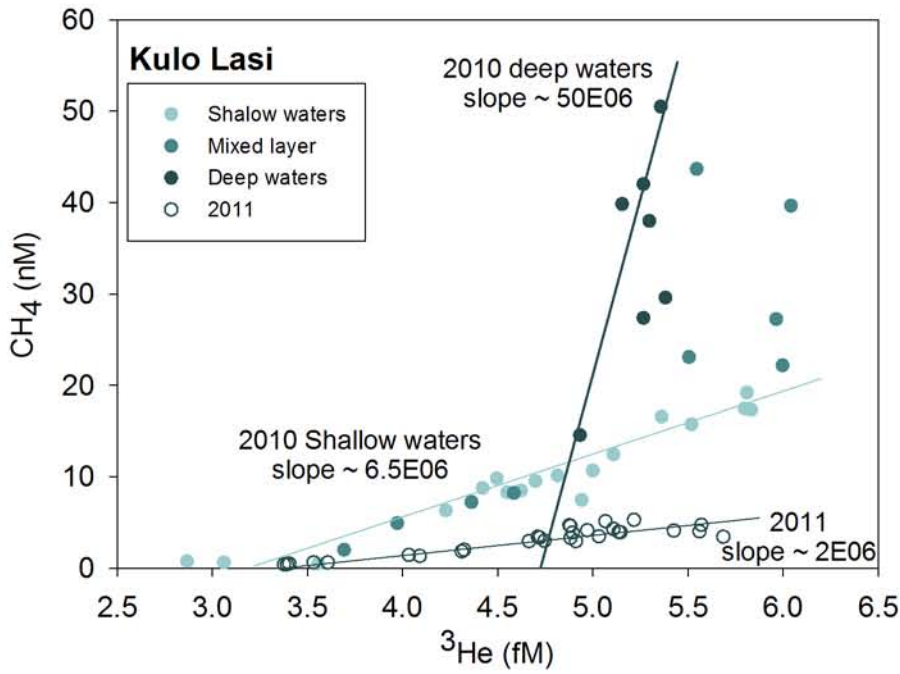 60
50
40
30
20
10
0
CH4 (nM)
Kulo Lasi
Shalow waters
Mixed layer
Deep waters
2011
2010 deep waters
slope ~ 50E06
2010 Shallow waters
slope ~ 6.5E06
2011
slope ~ 2E06
2.5 3.0 3.5 4.0 4.5 5.0 5.5 6.0 6.5
3He (fM)